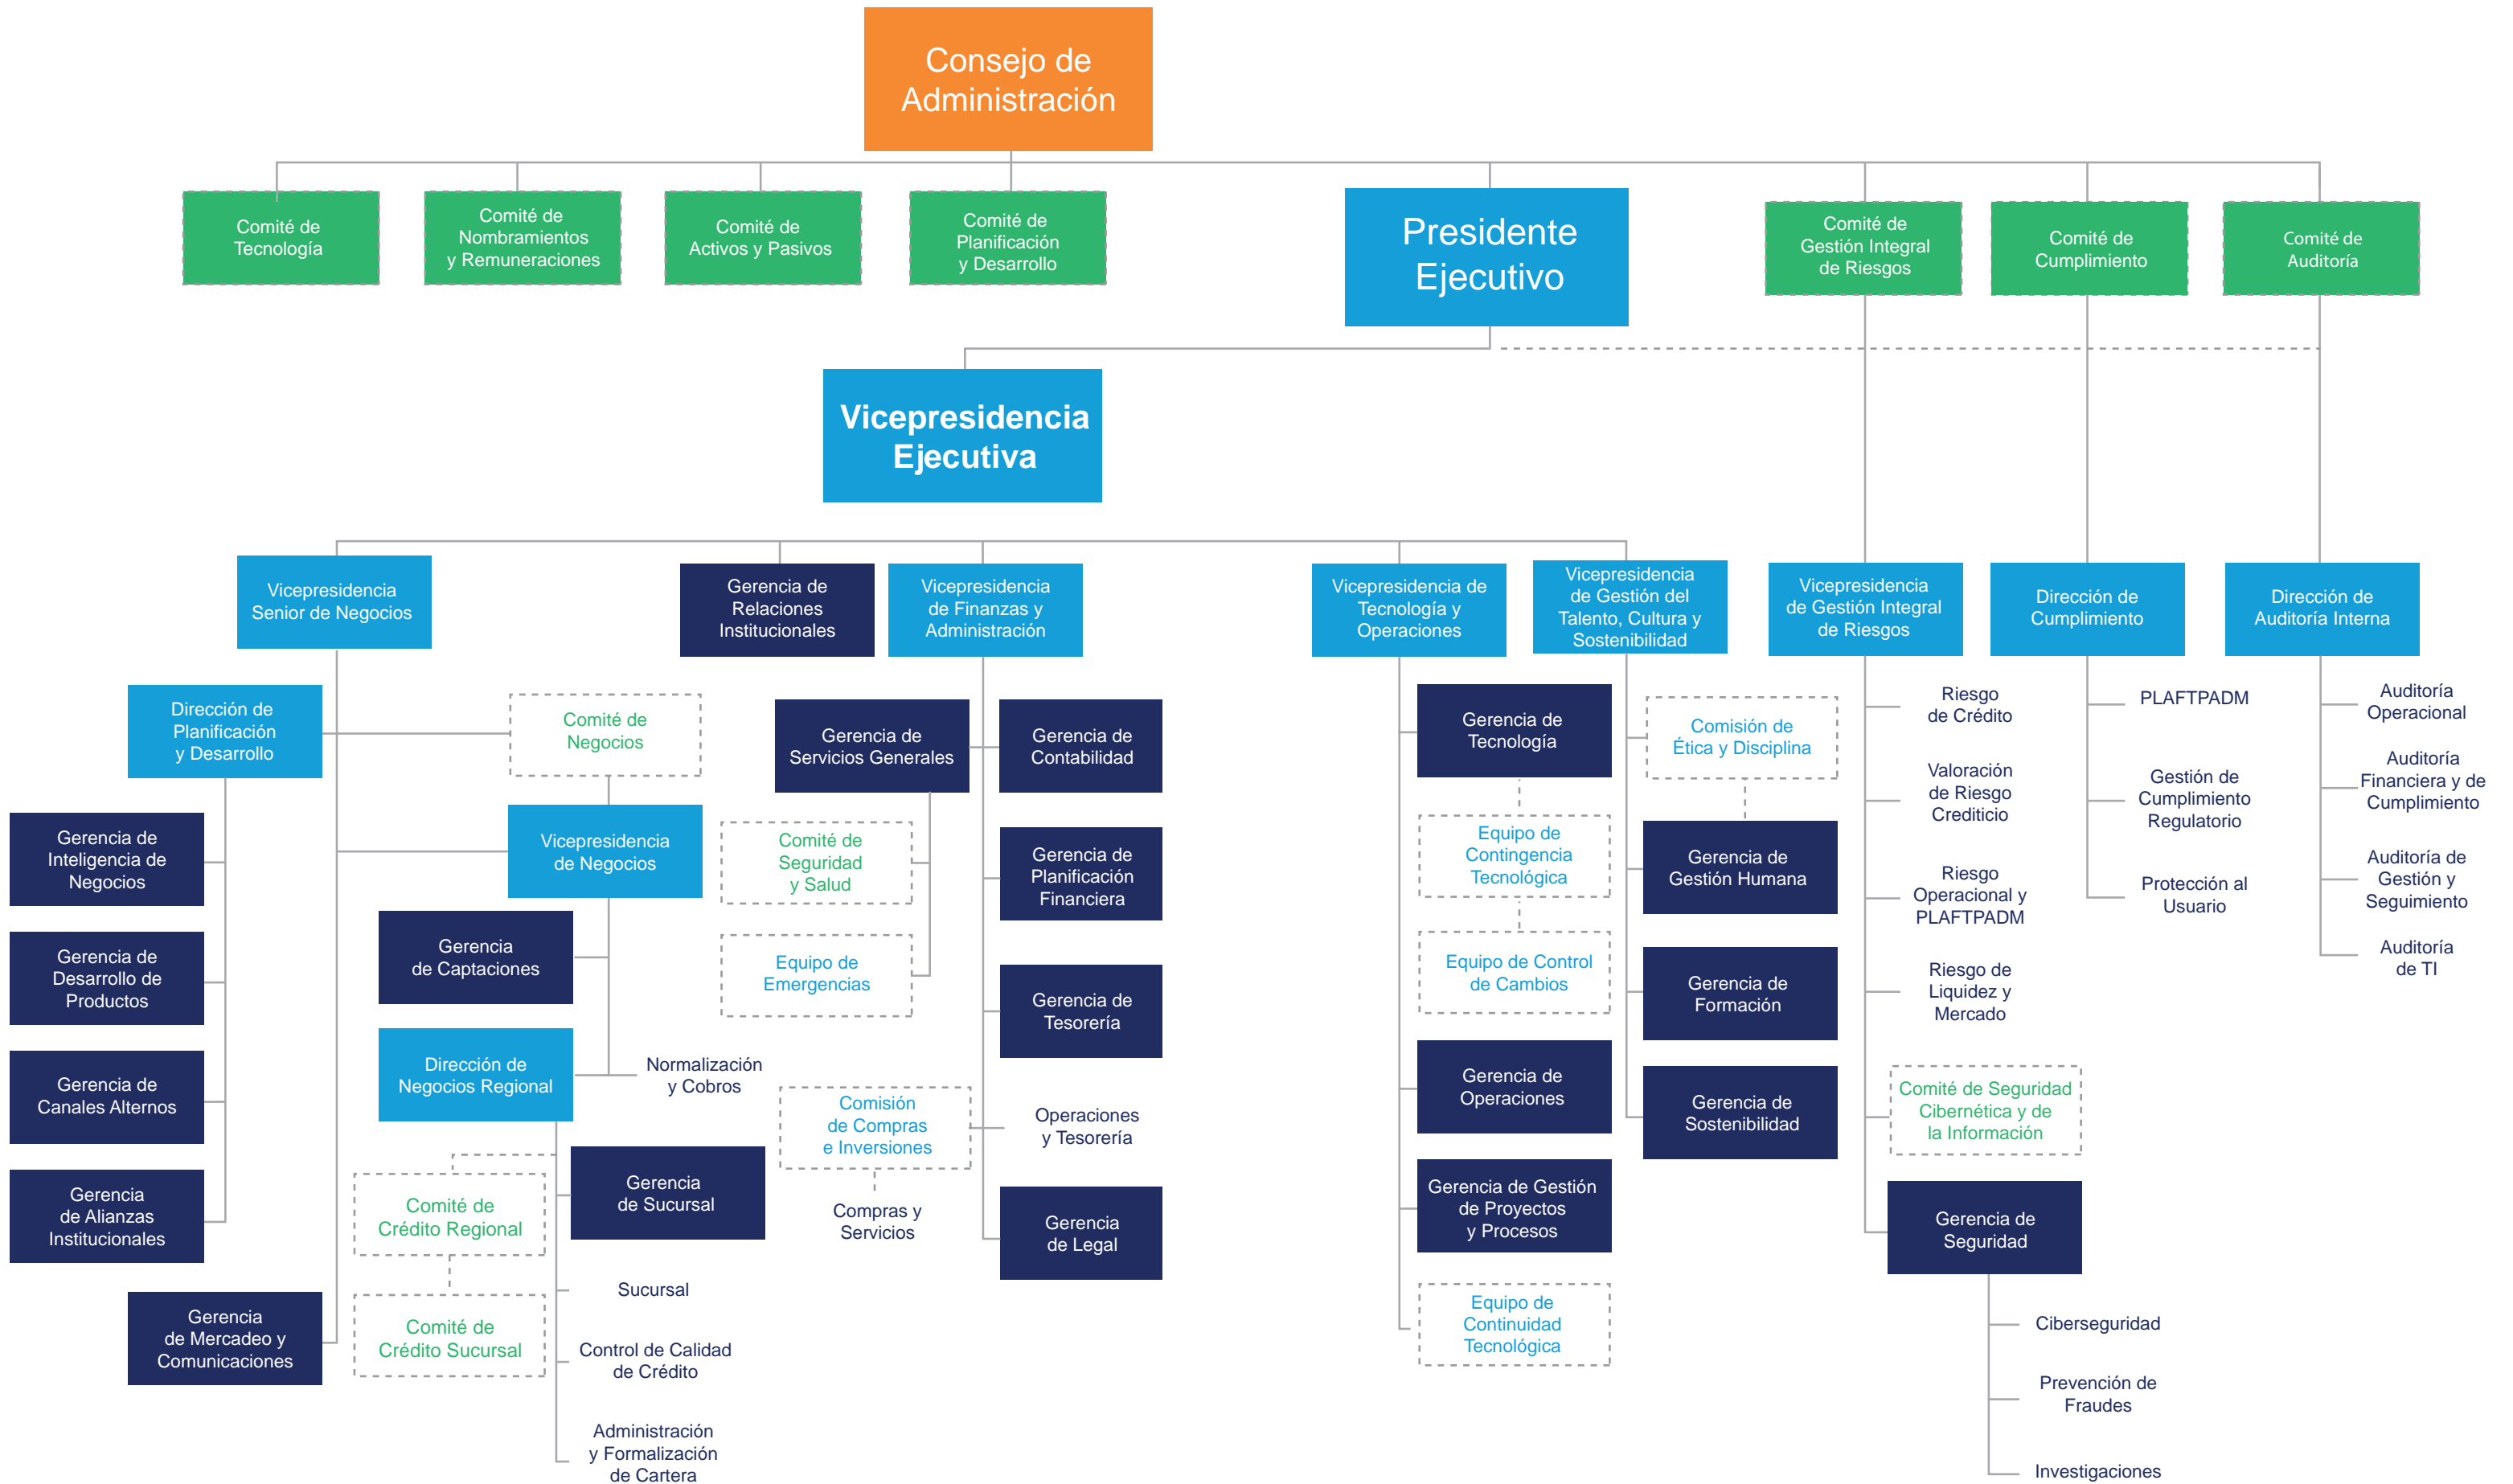 Consejo de
Administración
Comité de
Tecnología
Comité de
Nombramientos
y Remuneraciones
Comité de
Activos y Pasivos
Comité de
Planificación
y Desarrollo
Presidente
Ejecutivo
Comité de
Gestión Integral
de Riesgos
Comité de
Cumplimiento
Comité de
Auditoría
Vicepresidencia
Ejecutiva
Vicepresidencia
Senior de Negocios
Gerencia de
Relaciones
Institucionales
Vicepresidencia
de Finanzas y
Administración
Vicepresidencia de
Tecnología y
Operaciones
Vicepresidencia
de Gestión del
Talento, Cultura y
Sostenibilidad
Vicepresidencia
de Gestión Integral
de Riesgos
Dirección de
Cumplimiento
Dirección de
Auditoría Interna
Dirección de
Planificación
y Desarrollo
Comité de
Negocios
Gerencia de
Inteligencia de
Negocios
Gerencia de
Desarrollo de
Productos
Gerencia de
Canales Alternos
Gerencia
de Alianzas
Institucionales
Gerencia
de Mercadeo y
Comunicaciones
Vicepresidencia
de Negocios
Gerencia
de Captaciones
Dirección de
Negocios Regional
Normalización
y Cobros
Comité de
Crédito Regional
Comité de
Crédito Sucursal
Gerencia
de Sucursal
Sucursal
Control de Calidad
de Crédito
Administración
y Formalización
de Cartera
Gerencia de
Servicios Generales
Comité de
Seguridad
y Salud
Equipo de
Emergencias
Comisión
de Compras
e Inversiones
Compras y
Servicios
Gerencia de
Contabilidad
Gerencia de
Planificación
Financiera
Gerencia de
Tesorería
Operaciones
y Tesorería
Gerencia
de Legal
Gerencia de
Tecnología
Equipo de
Contingencia
Tecnológica
Equipo de Control
de Cambios
Gerencia de
Operaciones
Gerencia de Gestión
de Proyectos
y Procesos
Equipo de
Continuidad
Tecnológica
Comisión de
Ética y Disciplina
Gerencia de
Gestión Humana
Gerencia de
Formación
Gerencia de
Sostenibilidad
Riesgo
de Crédito
Valoración
de Riesgo
Crediticio
Riesgo
Operacional y
PLAFTPADM
Riesgo de
Liquidez y
Mercado
Comité de Seguridad
Cibernética y de
la Información
Gerencia de
Seguridad
Ciberseguridad
Prevención de
Fraudes
Investigaciones
PLAFTPADM
Gestión de
Cumplimiento
Regulatorio
Protección al
Usuario
Auditoría
Operacional
Auditoría
Financiera y de
Cumplimiento
Auditoría de
Gestión y
Seguimiento
Auditoría
de TI